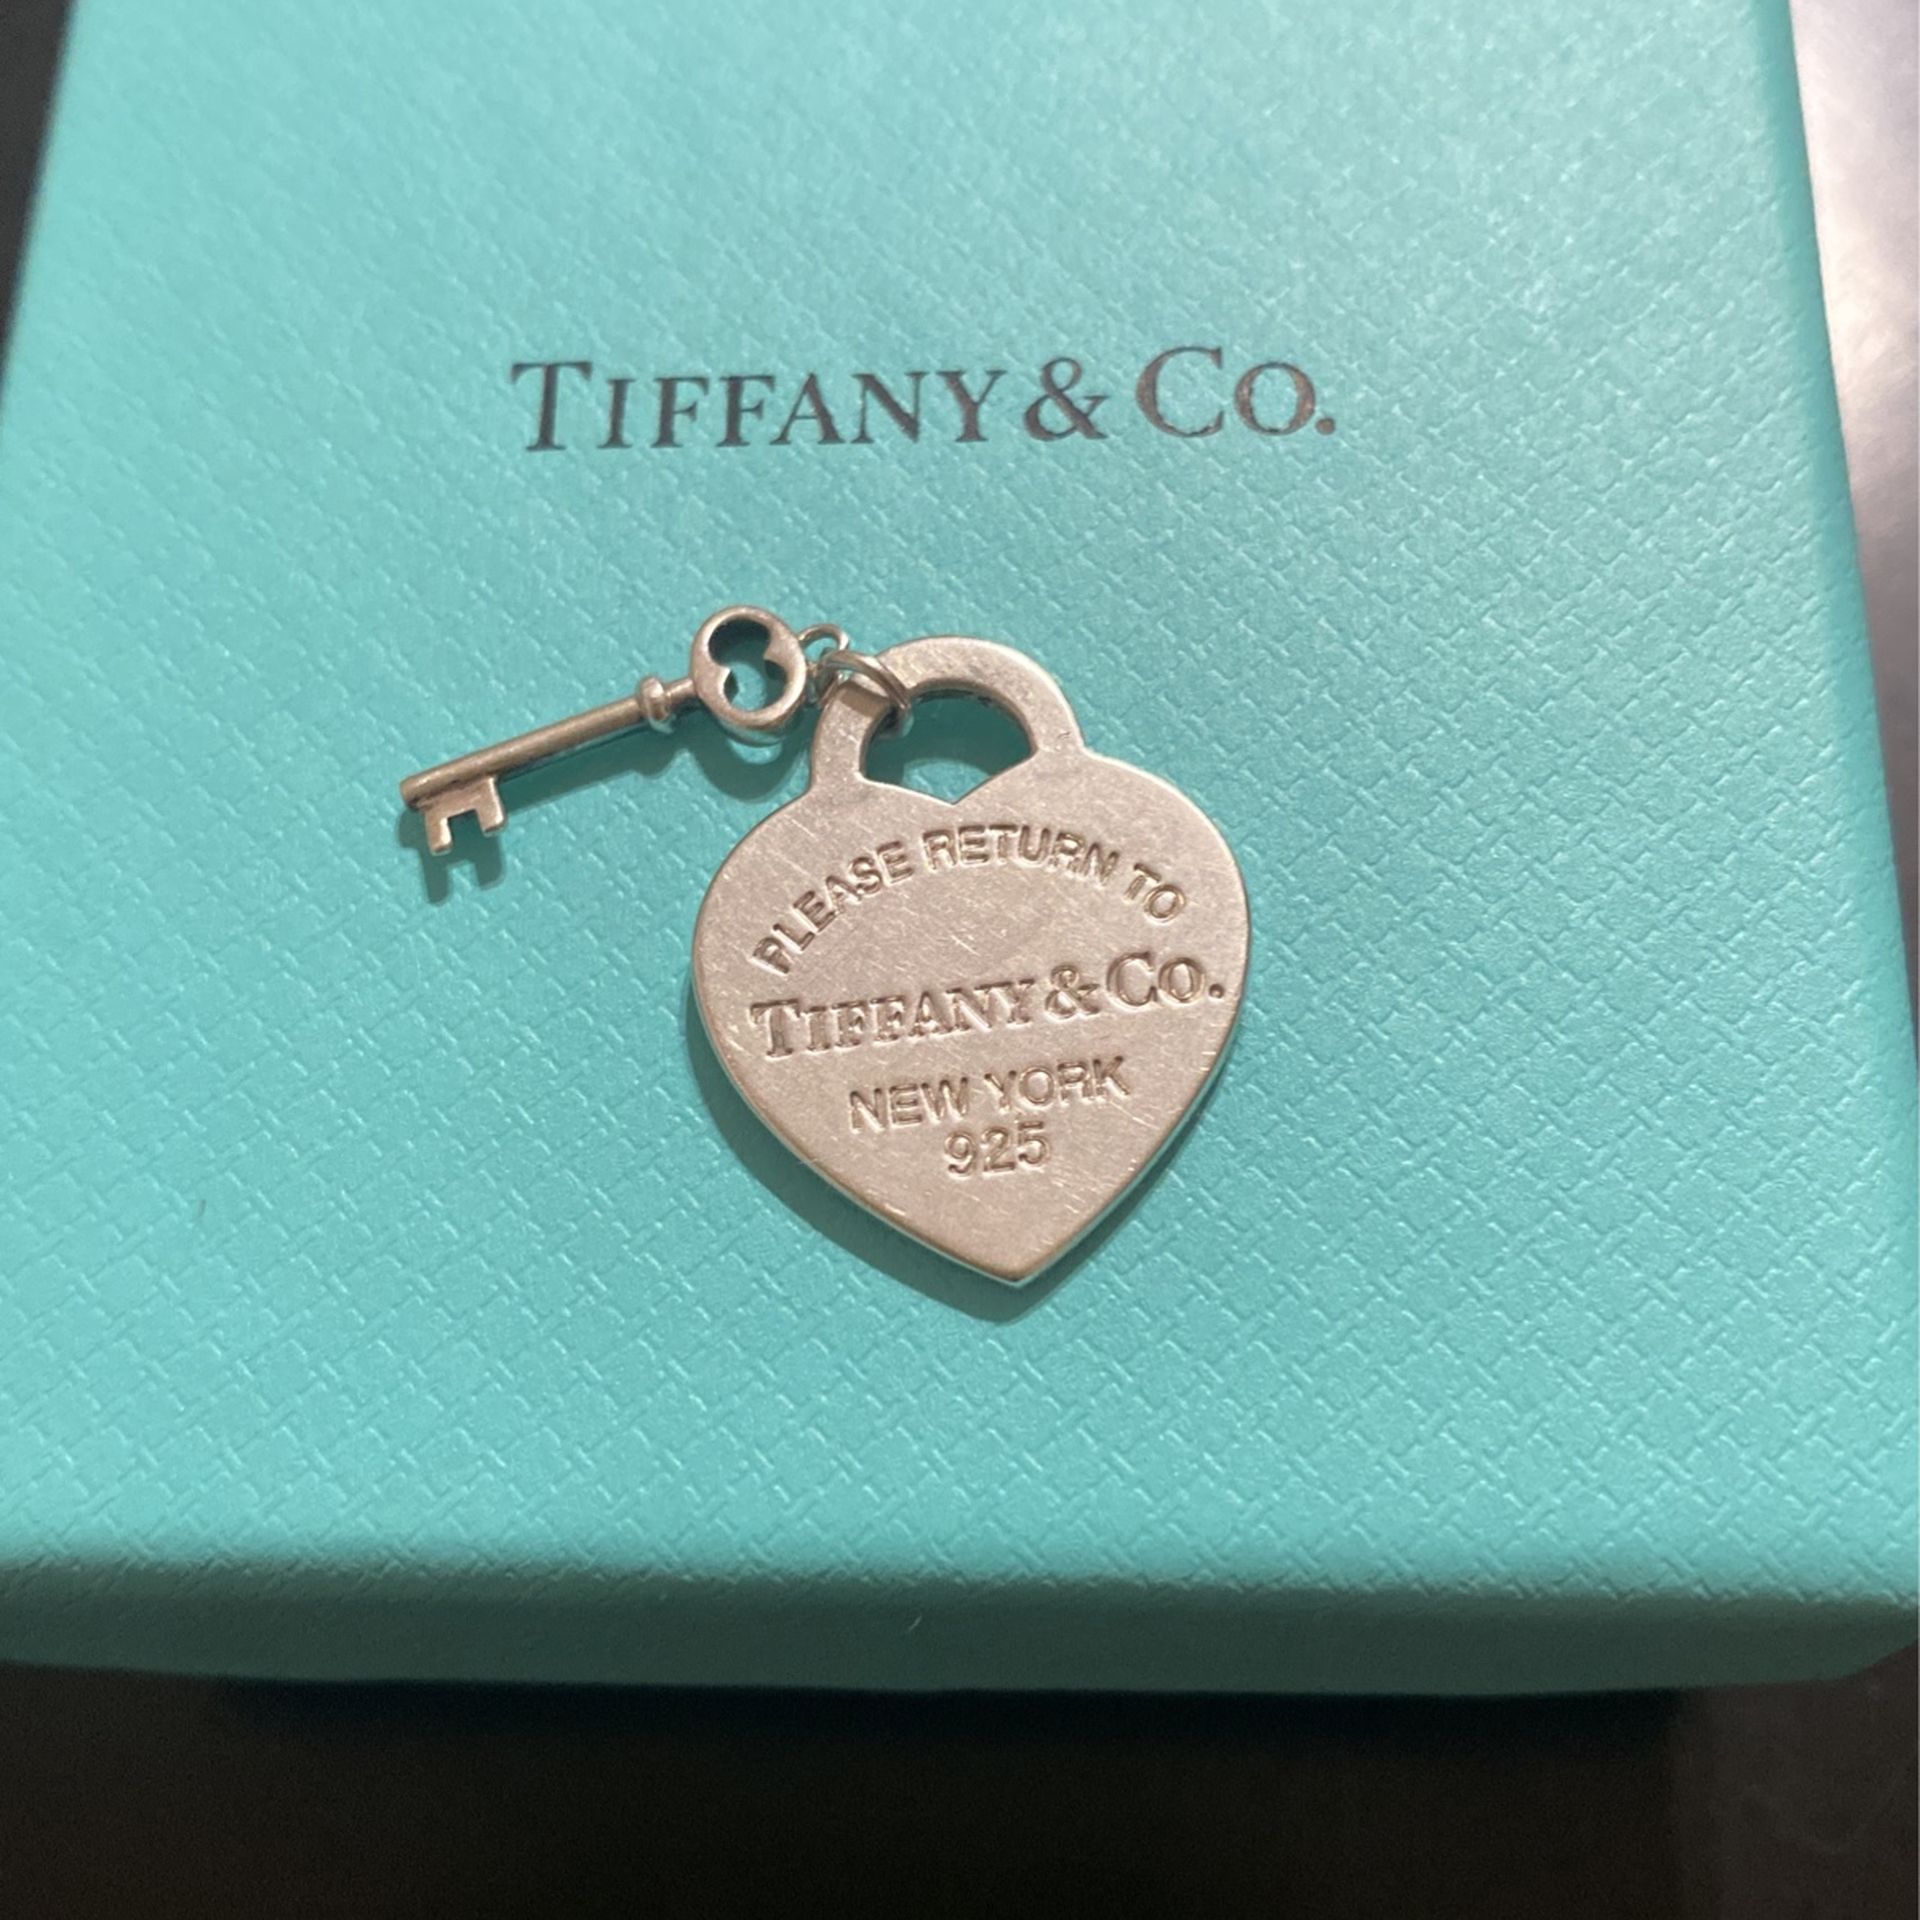 TIFFANY & CO.
PLEASE RETURN TO
TIFFANY & CO.
NEW YORK
925